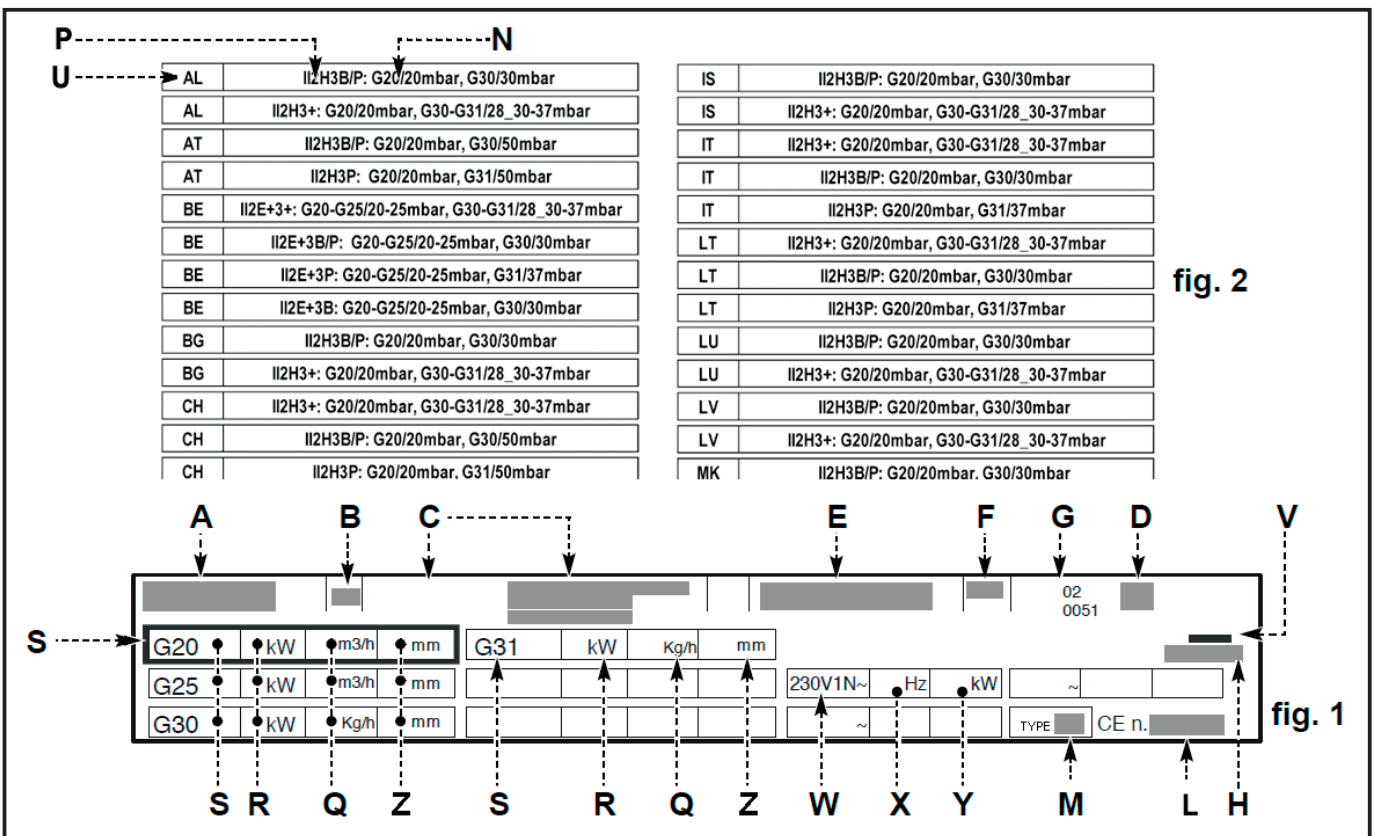 P N
U
AL II2H3B/P: G20/20mbar, G30/30mbar
AL II2H3+: G20/20mbar, G30-G31/28_30-37mbar
AT II2H3B/P: G20/20mbar, G30/50mbar
AT II2H3P: G20/20mbar, G31/50mbar
BE II2E+3+: G20-G25/20-25mbar, G30-G31/28_30-37mbar
BE II2E+3B/P: G20-G25/20-25mbar, G30/30mbar
BE II2E+3P: G20-G25/20-25mbar, G31/37mbar
BE II2E+3B: G20-G25/20-25mbar, G30/30mbar
BG II2H3B/P: G20/20mbar, G30/30mbar
BG II2H3+: G20/20mbar, G30-G31/28_30-37mbar
CH II2H3+: G20/20mbar, G30-G31/28_30-37mbar
CH II2H3B/P: G20/20mbar, G30/50mbar
CH II2H3P: G20/20mbar, G31/50mbar
IS II2H3B/P: G20/20mbar, G30/30mbar
IS II2H3+: G20/20mbar, G30-G31/28_30-37mbar
IT II2H3+: G20/20mbar, G30-G31/28_30-37mbar
IT II2H3B/P: G20/20mbar, G30/30mbar
IT II2H3P: G20/20mbar, G31/37mbar
LT II2H3+: G20/20mbar, G30-G31/28_30-37mbar
LT II2H3B/P: G20/20mbar, G30/30mbar
LT II2H3P: G20/20mbar, G31/37mbar
LU II2H3B/P: G20/20mbar, G30/30mbar
LU II2H3+: G20/20mbar, G30-G31/28_30-37mbar
LV II2H3B/P: G20/20mbar, G30/30mbar
LV II2H3+: G20/20mbar, G30-G31/28_30-37mbar
MK II2H3B/P: G20/20mbar, G30/30mbar
fig. 2
A B C E F G D V
02
0051
S G20 kW m3/h mm G31 kW Kg/h mm
G25 kW m3/h mm 230V1N~ Hz kW ~
G30 kW Kg/h mm ~ TYPE CE n.
fig. 1
S R Q Z S R Q Z W X Y M L H